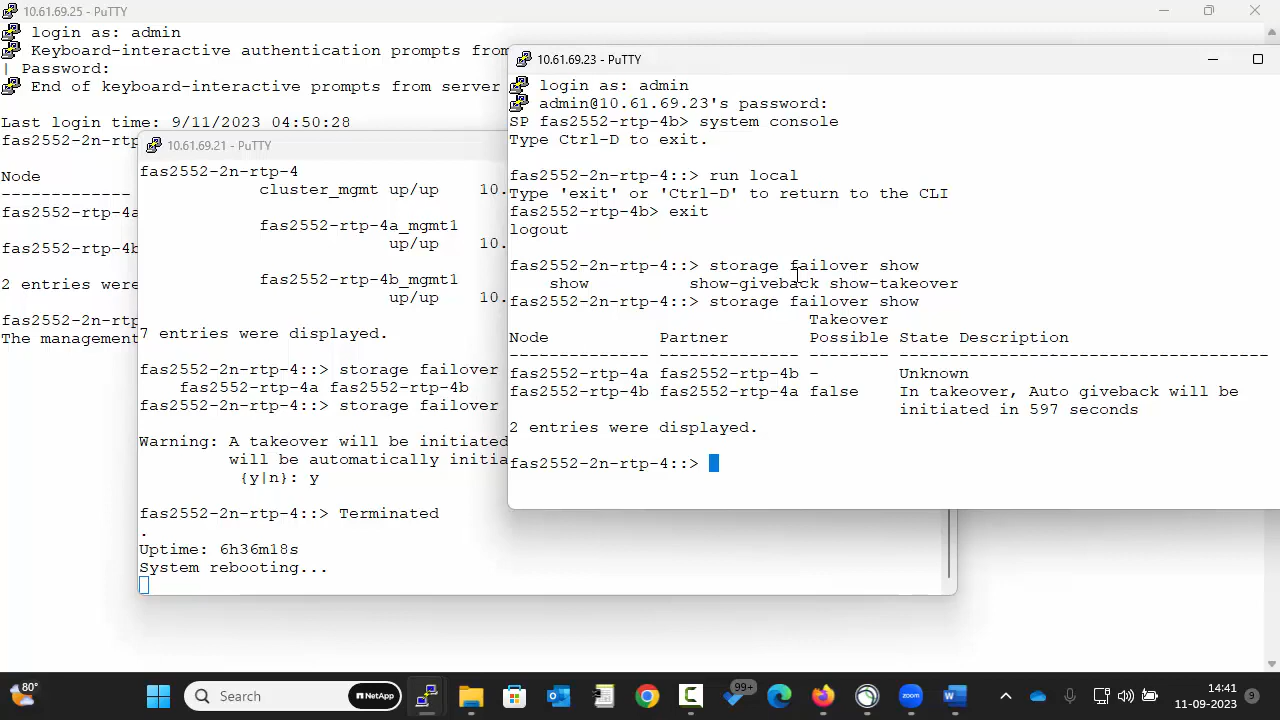 10.61.69.25 - PuTTY
login as: admin
Keyboard-interactive authentication prompts from
| Password:
End of keyboard-interactive prompts from server
Last login time: 9/11/2023 04:50:28
fas2552-2n-rtp
Node
-------------
fas2552-rtp-4a
fas2552-rtp-4b
2 entries were
fas2552-2n-rtp
The management
10.61.69.21 - PuTTY
fas2552-2n-rtp-4
cluster_mgmt up/up 10.
fas2552-rtp-4a_mgmt1
up/up 10.
fas2552-rtp-4b_mgmt1
up/up 10.
7 entries were displayed.
fas2552-2n-rtp-4::> storage failover
fas2552-rtp-4a fas2552-rtp-4b
fas2552-2n-rtp-4::> storage failover
Warning: A takeover will be initiated
will be automatically initia
{y|n}: y
fas2552-2n-rtp-4::> Terminated
.
Uptime: 6h36m18s
System rebooting...
10.61.69.23 - PuTTY
login as: admin
admin@10.61.69.23's password:
SP fas2552-rtp-4b> system console
Type Ctrl-D to exit.
fas2552-2n-rtp-4::> run local
Type 'exit' or 'Ctrl-D' to return to the CLI
fas2552-rtp-4b> exit
logout
fas2552-2n-rtp-4::> storage failover show
show show-giveback show-takeover
fas2552-2n-rtp-4::> storage failover show
Takeover
Node Partner Possible State Description
-------------- -------------- -------- -------------------------------------
fas2552-rtp-4a fas2552-rtp-4b - Unknown
fas2552-rtp-4b fas2552-rtp-4a false In takeover, Auto giveback will be
initiated in 597 seconds
2 entries were displayed.
fas2552-2n-rtp-4::>
80°
Search
NetApp
99+
zoom
14:41
11-09-2023
9